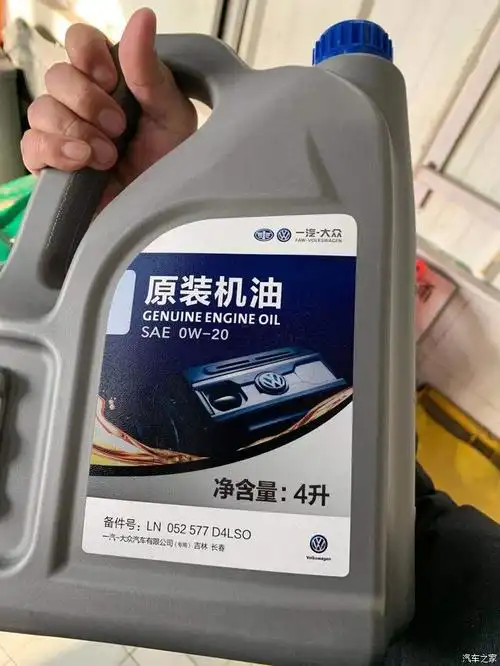 一汽-大众
FAW-VOLKSWAGEN
原装机油
GENUINE ENGINE OIL
SAE 0W-20
净含量: 4升
备件号: LN 052 577 D4LSO
一汽-大众汽车有限公司 (专用) 吉林 长春
Volkswagen
汽车之家